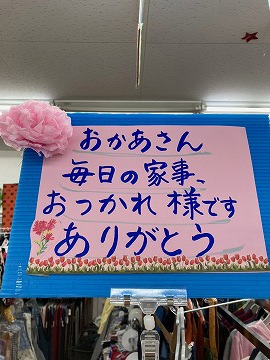 おかあさん
毎日の家事、
おつかれ様です
ありがとう